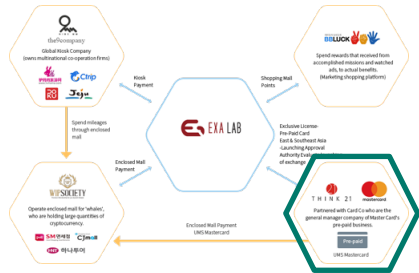 the9company
Global Kiosk Company
(owns multinational co-operation firms)
Ctrip
Jeju
Kiosk
Payment
Shopping Mall
Points
BBLUCK
Spend rewards that received from
accomplished missions and watched
ads, to actual benefits.
(Marketing shopping platform)
Spend mileages
through enclosed
mall
EXA LAB
Exclusive License-
Pre-Paid Card
East & Southeast Asia
-Launching Approval
Authority
of exchange
Enclosed Mall
Payment
VIPSOCIETY
Operate enclosed mall for 'whales',
who are holding large quantities of
cryptocurrency.
SM면세점
CJmall
하나투어
Enclosed Mall Payment
UMS Mastercard
THINK 21
mastercard
Partnered with Card Co who are the
general manager company of Master Card's
pre-paid business.
Pre-paid
UMS Mastercard